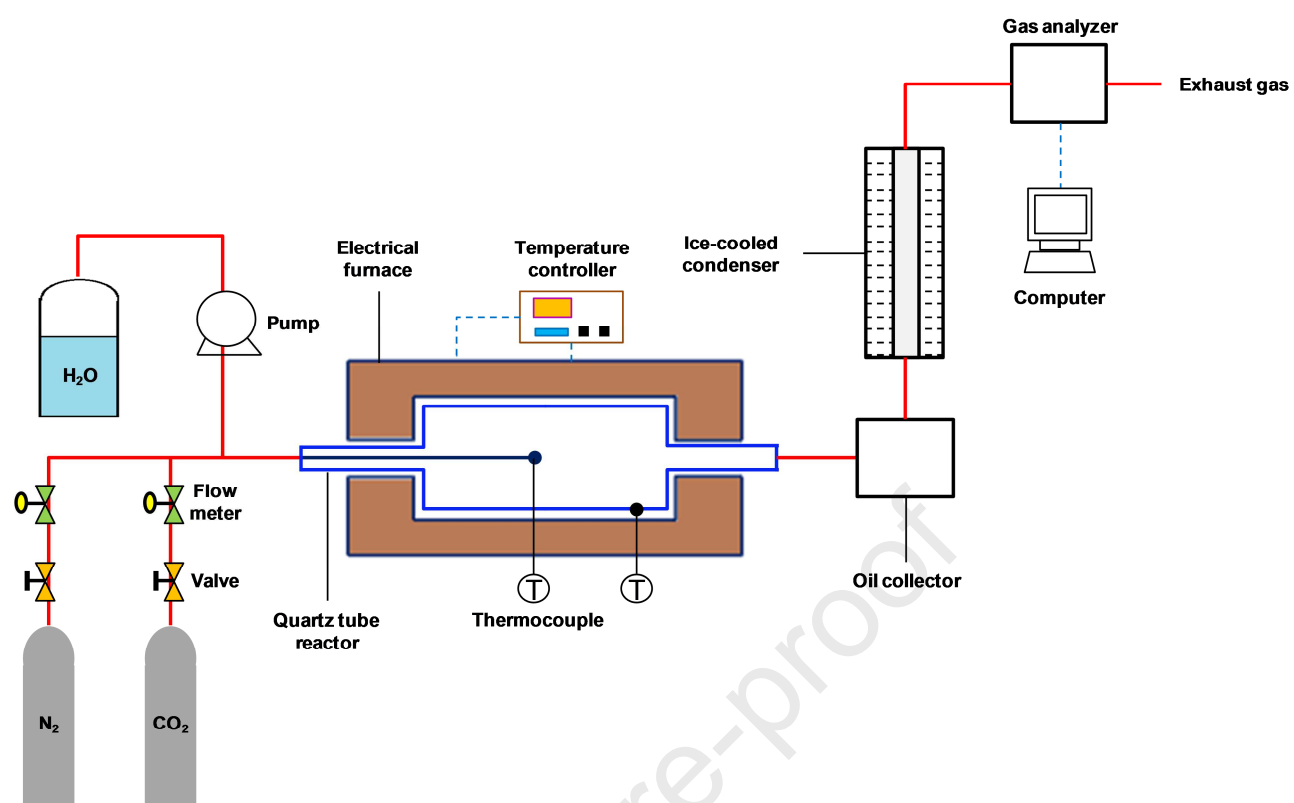 Gas analyzer
Exhaust gas
Electrical
furnace
Temperature
controller
Ice-cooled
condenser
Computer
Pump
H₂O
Flow
meter
Valve
T
T
Thermocouple
Quartz tube
reactor
Oil collector
N₂
CO₂
re-proof